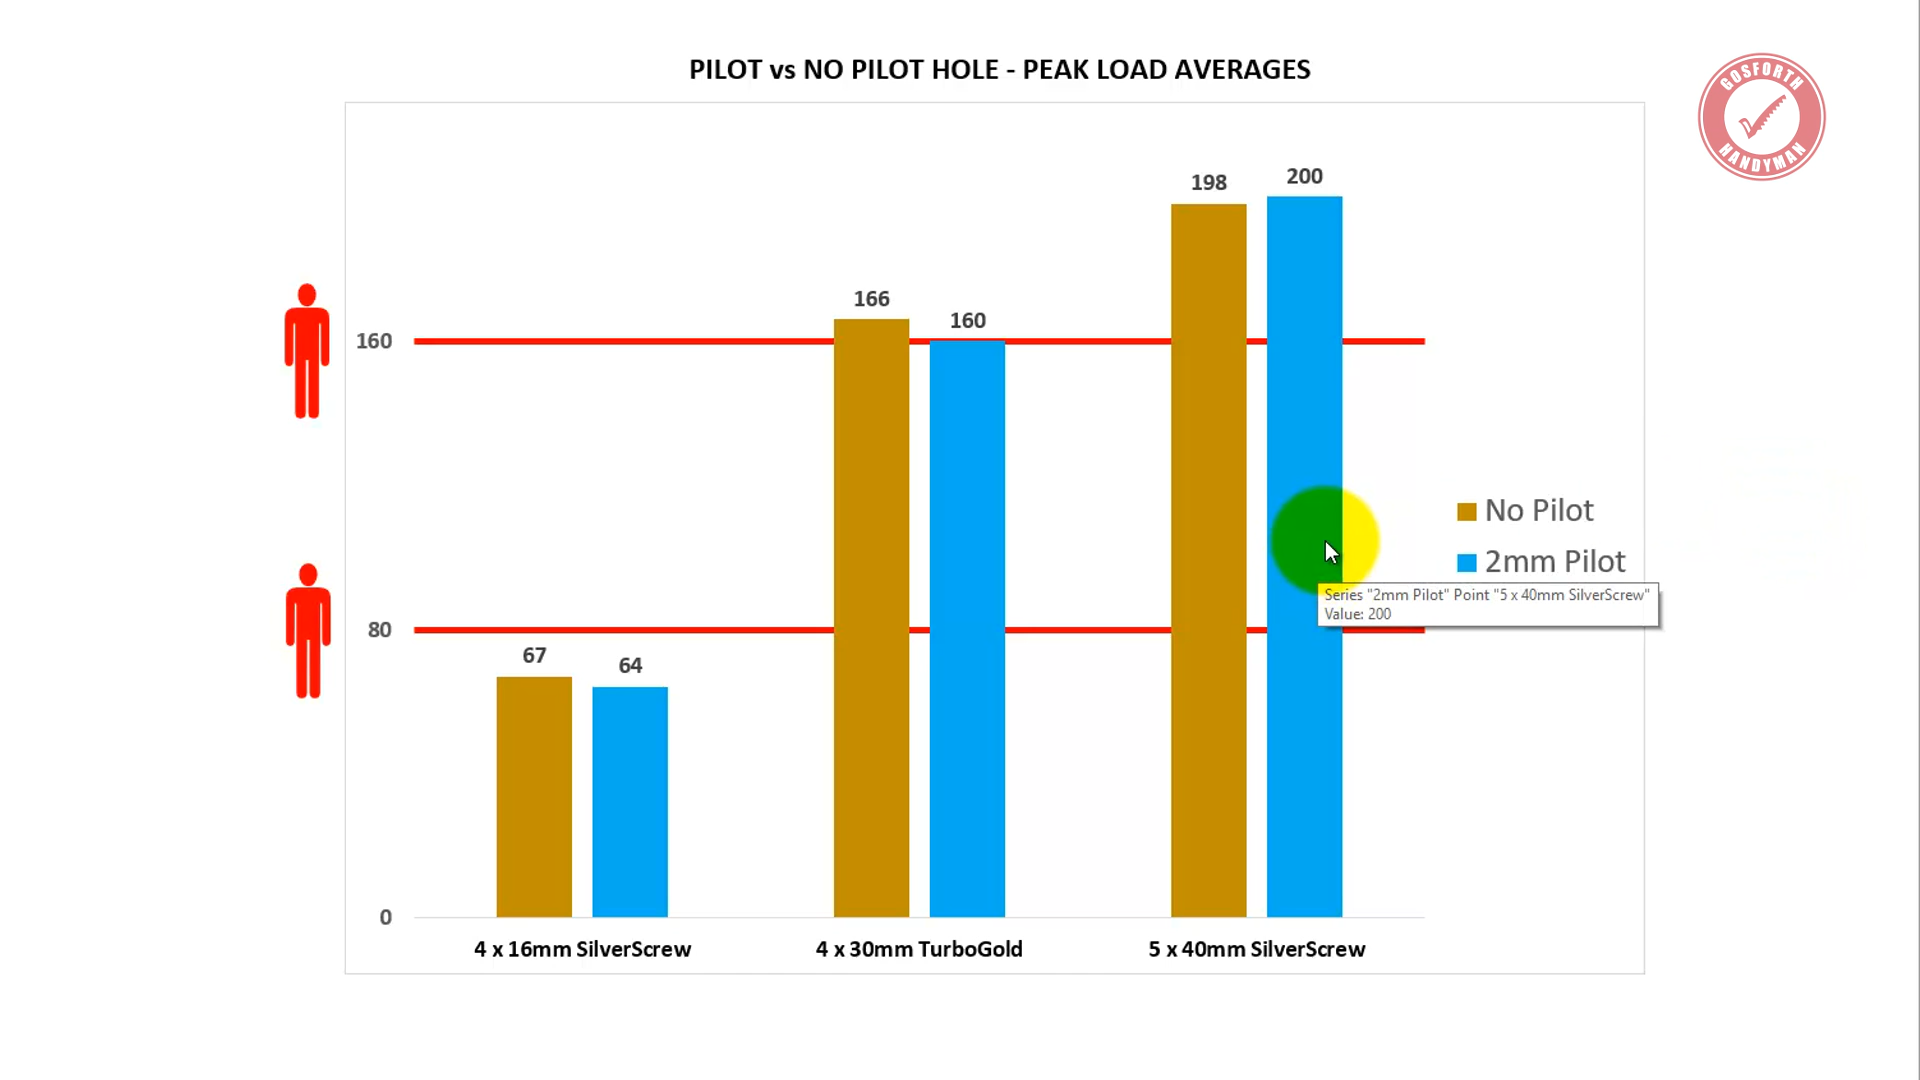 PILOT vs NO PILOT HOLE - PEAK LOAD AVERAGES
GOSFORTH
HANDYMAN
198
200
166
160
160
No Pilot
2mm Pilot
Series "2mm Pilot" Point "5 x 40mm SilverScrew"
Value: 200
80
67
64
0
4 x 16mm SilverScrew
4 x 30mm TurboGold
5 x 40mm SilverScrew